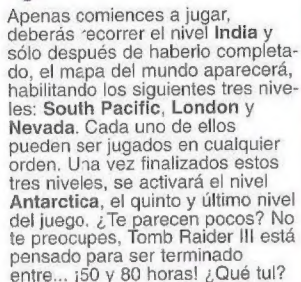 Apenas comiences a jugar,
deberás recorrer el nivel India y
sólo después de haberlo completa-
do, el mapa del mundo aparecerá,
habilitando los siguientes tres nive-
les: South Pacific, London y
Nevada. Cada uno de ellos
pueden ser jugados en cualquier
orden. Una vez finalizados estos
tres niveles, se activará el nivel
Antarctica, el quinto y último nivel
del juego. ¿Te parecen pocos? No
te preocupes, Tomb Raider III está
pensado para ser terminado
entre... ¡50 y 80 horas! ¿Qué tul?